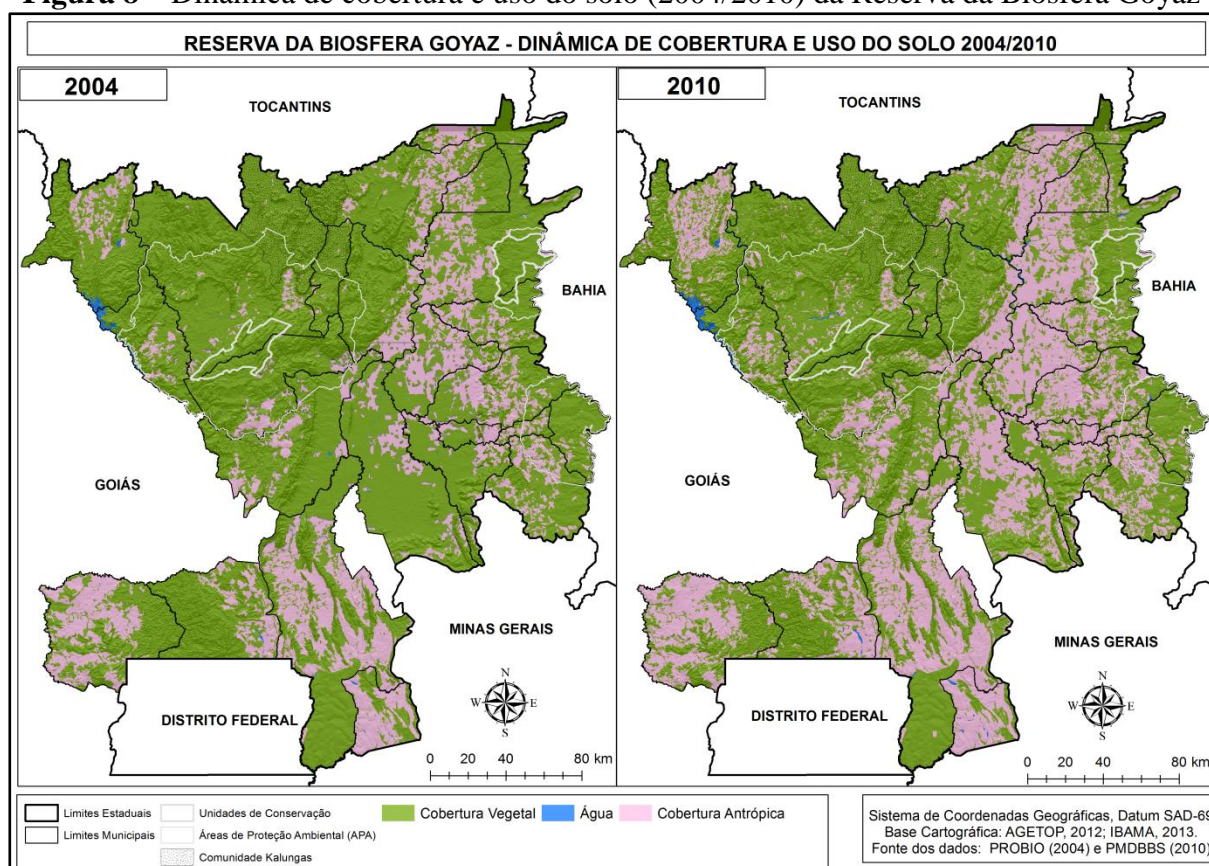 Dinâmica de cobertura e uso do solo (2004/2010) da Reserva da Biosfera Goyaz
RESERVA DA BIOSFERA GOYAZ - DINÂMICA DE COBERTURA E USO DO SOLO 2004/2010
2004
TOCANTINS
BAHIA
GOIÁS
MINAS GERAIS
DISTRITO FEDERAL
N
W E
S
0 20 40 80 km
2010
TOCANTINS
BAHIA
GOIÁS
MINAS GERAIS
DISTRITO FEDERAL
N
W E
S
0 20 40 80 km
Limites Estaduais
Limites Municipais
Unidades de Conservação
Áreas de Proteção Ambiental (APA)
Comunidade Kalungas
Cobertura Vegetal
Água
Cobertura Antrópica
Sistema de Coordenadas Geográficas, Datum SAD-69
Base Cartográfica: AGETOP, 2012; IBAMA, 2013.
Fonte dos dados: PROBIO (2004) e PMDBBS (2010)